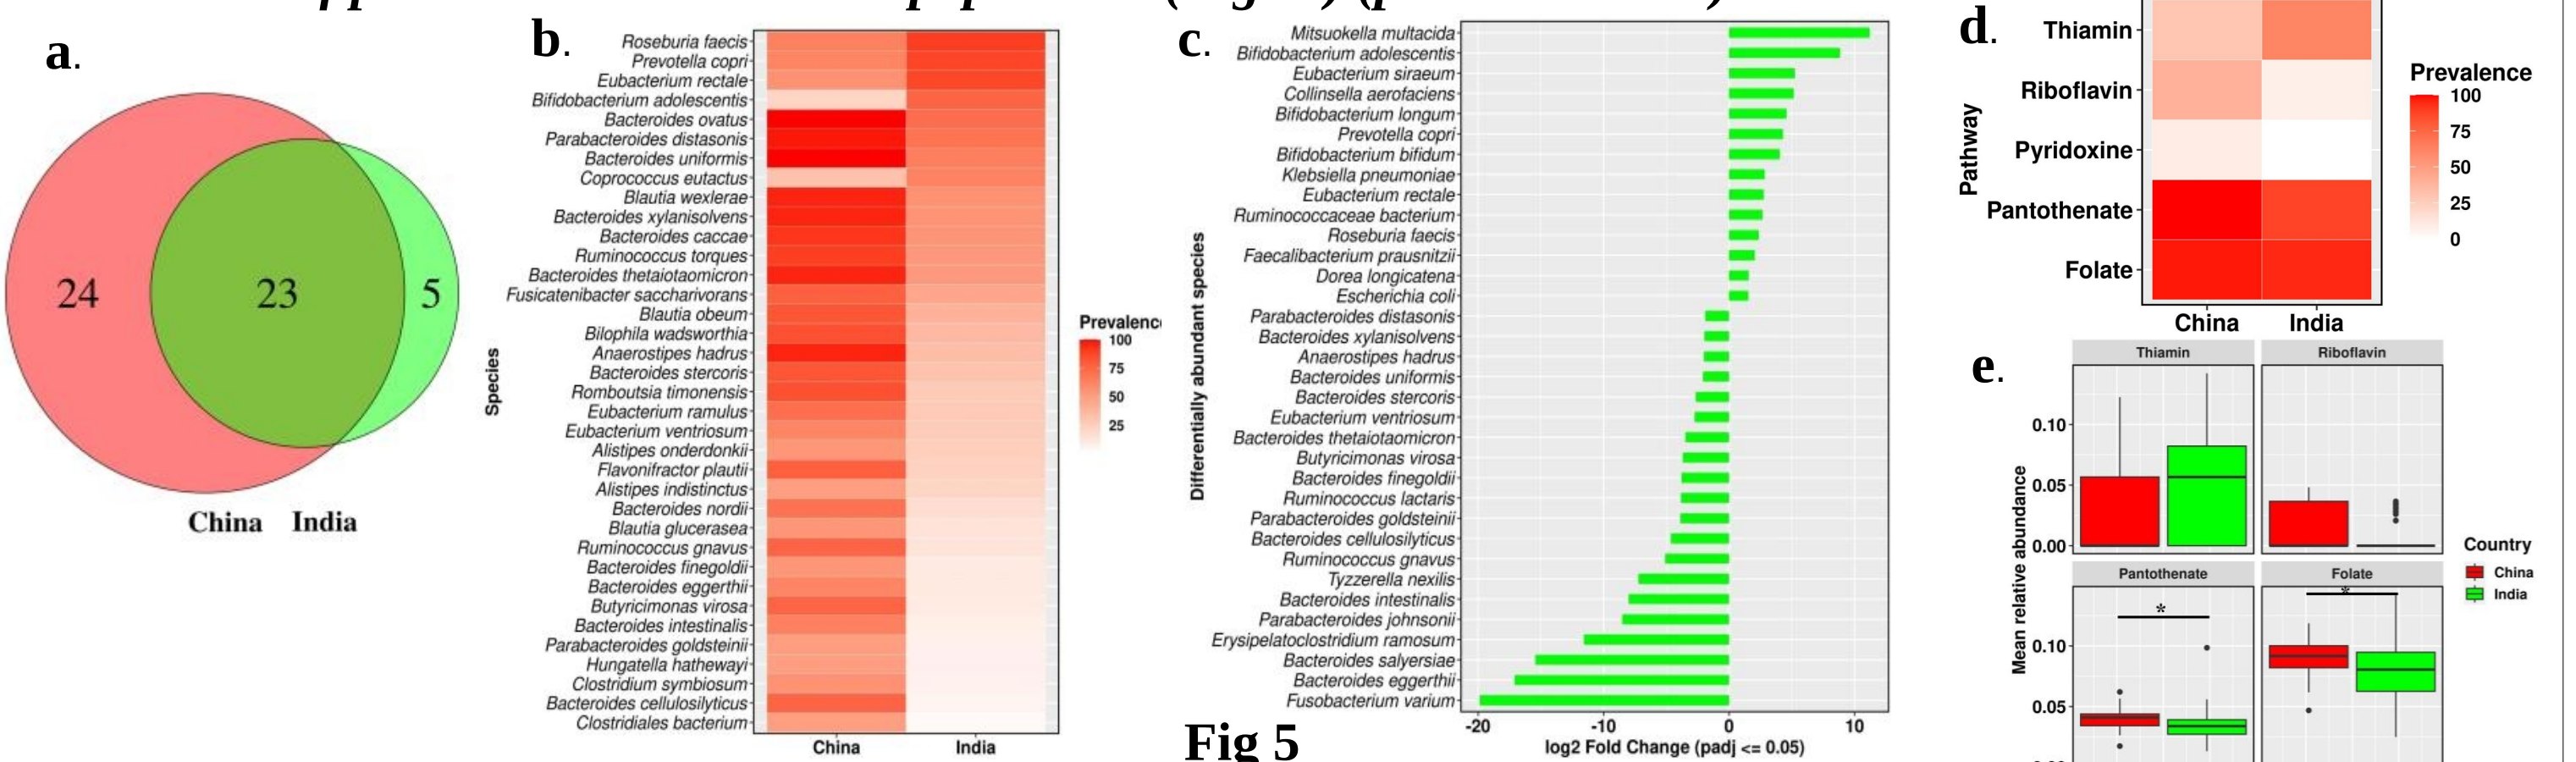 a.
24
23
5
China India
b.
Species
Roseburia faecis
Prevotella copri
Eubacterium rectale
Bifidobacterium adolescentis
Bacteroides ovatus
Parabacteroides distasonis
Bacteroides uniformis
Coprococcus eutactus
Blautia wexlerae
Bacteroides xylanisolvens
Bacteroides caccae
Ruminococcus torques
Bacteroides thetaiotaomicron
Fusicatenibacter saccharivorans
Blautia obeum
Bilophila wadsworthia
Anaerostipes hadrus
Bacteroides stercoris
Romboutsia timonensis
Eubacterium ramulus
Eubacterium ventriosum
Alistipes onderdonkii
Flavonifractor plautii
Alistipes indistinctus
Bacteroides nordii
Blautia glucerasea
Ruminococcus gnavus
Bacteroides finegoldii
Bacteroides eggerthii
Butyricimonas virosa
Bacteroides intestinalis
Parabacteroides goldsteinii
Hungatella hathewayi
Clostridium symbiosum
Bacteroides cellulosilyticus
Clostridiales bacterium
China India
Prevalenc
100
75
50
25
c.
Differentially abundant species
Mitsuokella multacida
Bifidobacterium adolescentis
Eubacterium siraeum
Collinsella aerofaciens
Bifidobacterium longum
Prevotella copri
Bifidobacterium bifidum
Klebsiella pneumoniae
Eubacterium rectale
Ruminococcaceae bacterium
Roseburia faecis
Faecalibacterium prausnitzii
Dorea longicatena
Escherichia coli
Parabacteroides distasonis
Bacteroides xylanisolvens
Anaerostipes hadrus
Bacteroides uniformis
Bacteroides stercoris
Eubacterium ventriosum
Bacteroides thetaiotaomicron
Butyricimonas virosa
Bacteroides finegoldii
Ruminococcus lactaris
Parabacteroides goldsteinii
Bacteroides cellulosilyticus
Ruminococcus gnavus
Tyzzerella nexilis
Bacteroides intestinalis
Parabacteroides johnsonii
Erysipelatoclostridium ramosum
Bacteroides salyersiae
Bacteroides eggerthii
Fusobacterium varium
-20 -10 0 10
log2 Fold Change (padj <= 0.05)
Fig 5
d.
Pathway
Thiamin
Riboflavin
Pyridoxine
Pantothenate
Folate
China India
Prevalence
100
75
50
25
0
e.
Mean relative abundance
Thiamin Riboflavin
0.10
0.05
0.00
Pantothenate Folate
* *
0.10
0.05
Country
China
India